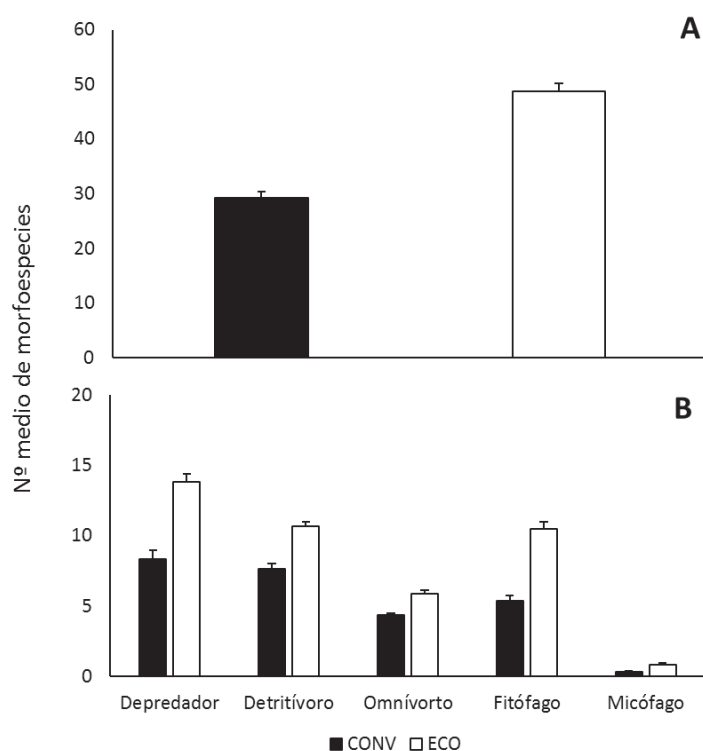 A
Nº medio de morfoespecies
60
50
40
30
20
10
0
B
20
15
10
5
0
Depredador Detritívoro Omnívorto Fitófago Micófago
CONV ECO